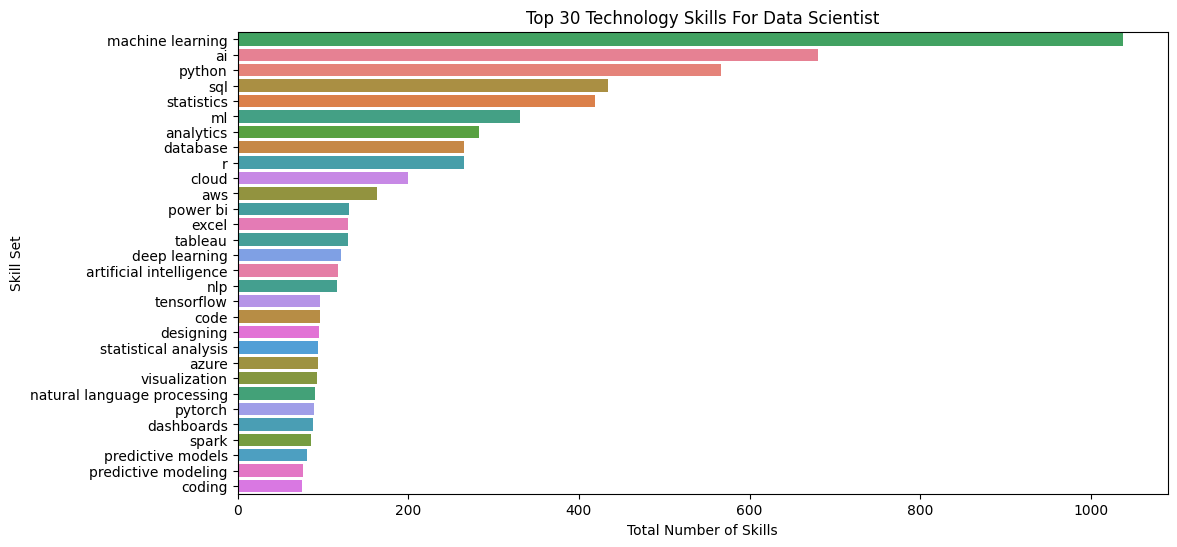 Top 30 Technology Skills For Data Scientist
Skill Set
machine learning
ai
python
sql
statistics
ml
analytics
database
r
cloud
aws
power bi
excel
tableau
deep learning
artificial intelligence
nlp
tensorflow
code
designing
statistical analysis
azure
visualization
natural language processing
pytorch
dashboards
spark
predictive models
predictive modeling
coding
0 200 400 600 800 1000
Total Number of Skills